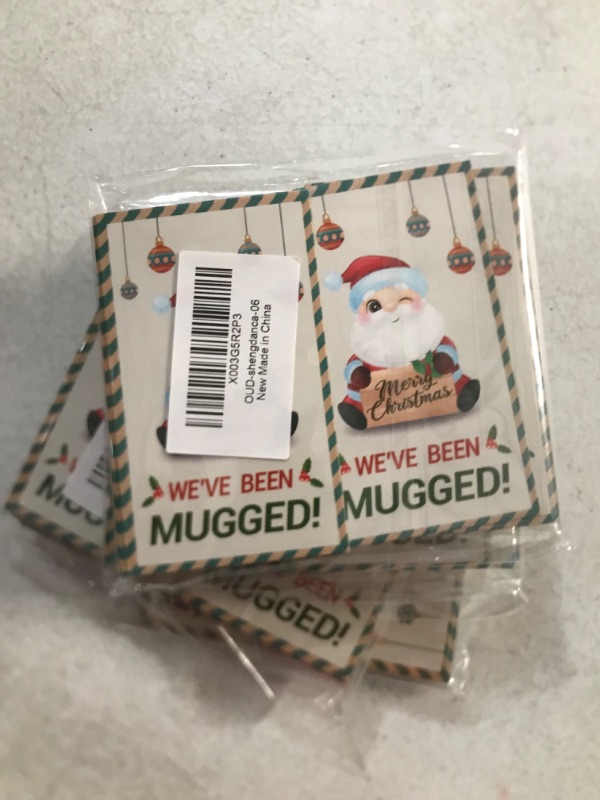 X003G5R2P3
OUD-shengdanca-06
New Made in China
WE'VE BEEN
MUGGED!
Merry
Christmas
WE'VE BEEN
MUGGED!
BEEN
MUGGED!